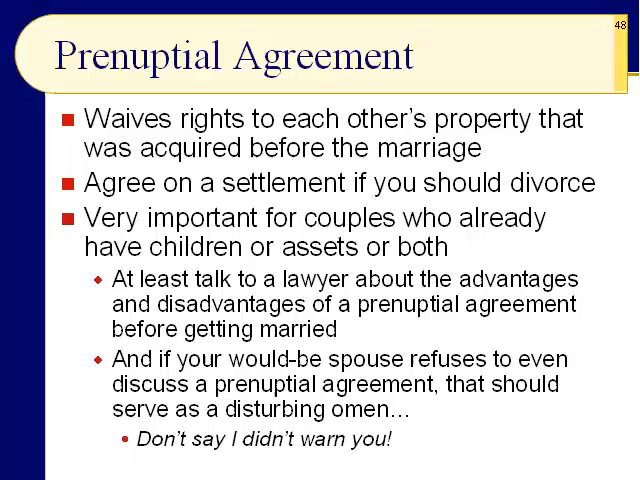 48
Prenuptial Agreement
Waives rights to each other's property that
was acquired before the marriage
Agree on a settlement if you should divorce
Very important for couples who already
have children or assets or both
At least talk to a lawyer about the advantages
and disadvantages of a prenuptial agreement
before getting married
And if your would-be spouse refuses to even
discuss a prenuptial agreement, that should
serve as a disturbing omen…
Don't say I didn't warn you!